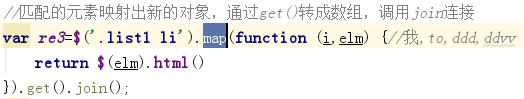 //匹配的元素映射出新的对象，通过get()转成数组，调用join连接
var re3=$('.list1 li').map(function (i,elm) {//我,to,ddd,ddvv
    return $(elm).html()
}).get().join();